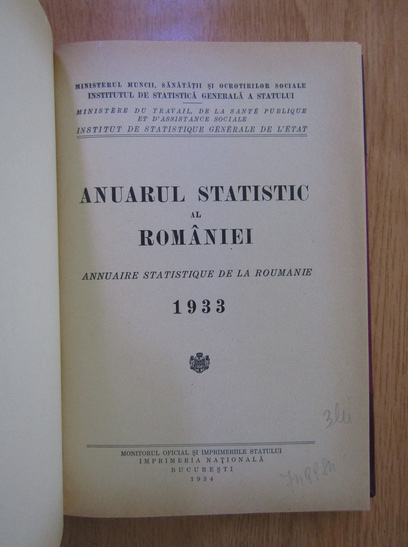 MINISTERUL MUNCII, SĂNĂTĂȚII ȘI OCROTIRILOR SOCIALE
INSTITUTUL DE STATISTICĂ GENERALĂ A STATULUI
MINISTÈRE DU TRAVAIL, DE LA SANTÉ PUBLIQUE
ET D'ASSISTANCE SOCIALE
INSTITUT DE STATISTIQUE GÉNÉRALE DE L'ÉTAT
ANUARUL STATISTIC
AL
ROMÂNIEI
ANNUAIRE STATISTIQUE DE LA ROUMANIE
1933
3 lei
MONITORUL OFICIAL ȘI IMPRIMERIILE STATULUI
IMPRIMERIA NAȚIONALĂ
BUCUREȘTI
1934